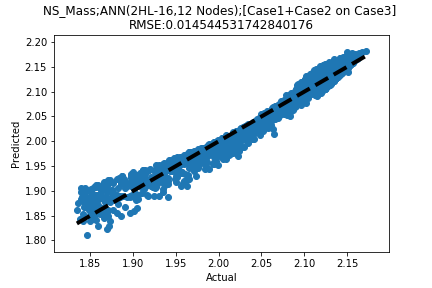 NS_Mass;ANN(2HL-16,12 Nodes);[Case1+Case2 on Case3]
RMSE:0.014544531742840176
2.20
2.15
2.10
2.05
2.00
1.95
1.90
1.85
1.80
Predicted
1.85 1.90 1.95 2.00 2.05 2.10 2.15
Actual